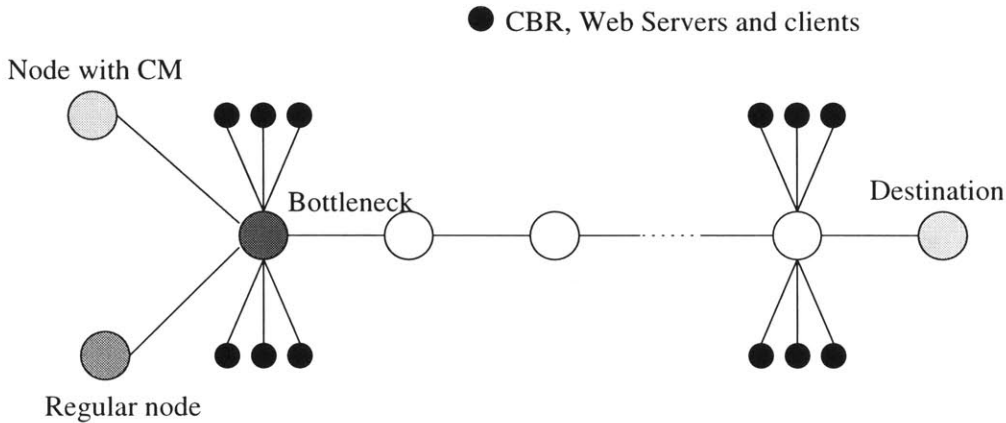 CBR, Web Servers and clients
Node with CM
Bottleneck
Destination
Regular node